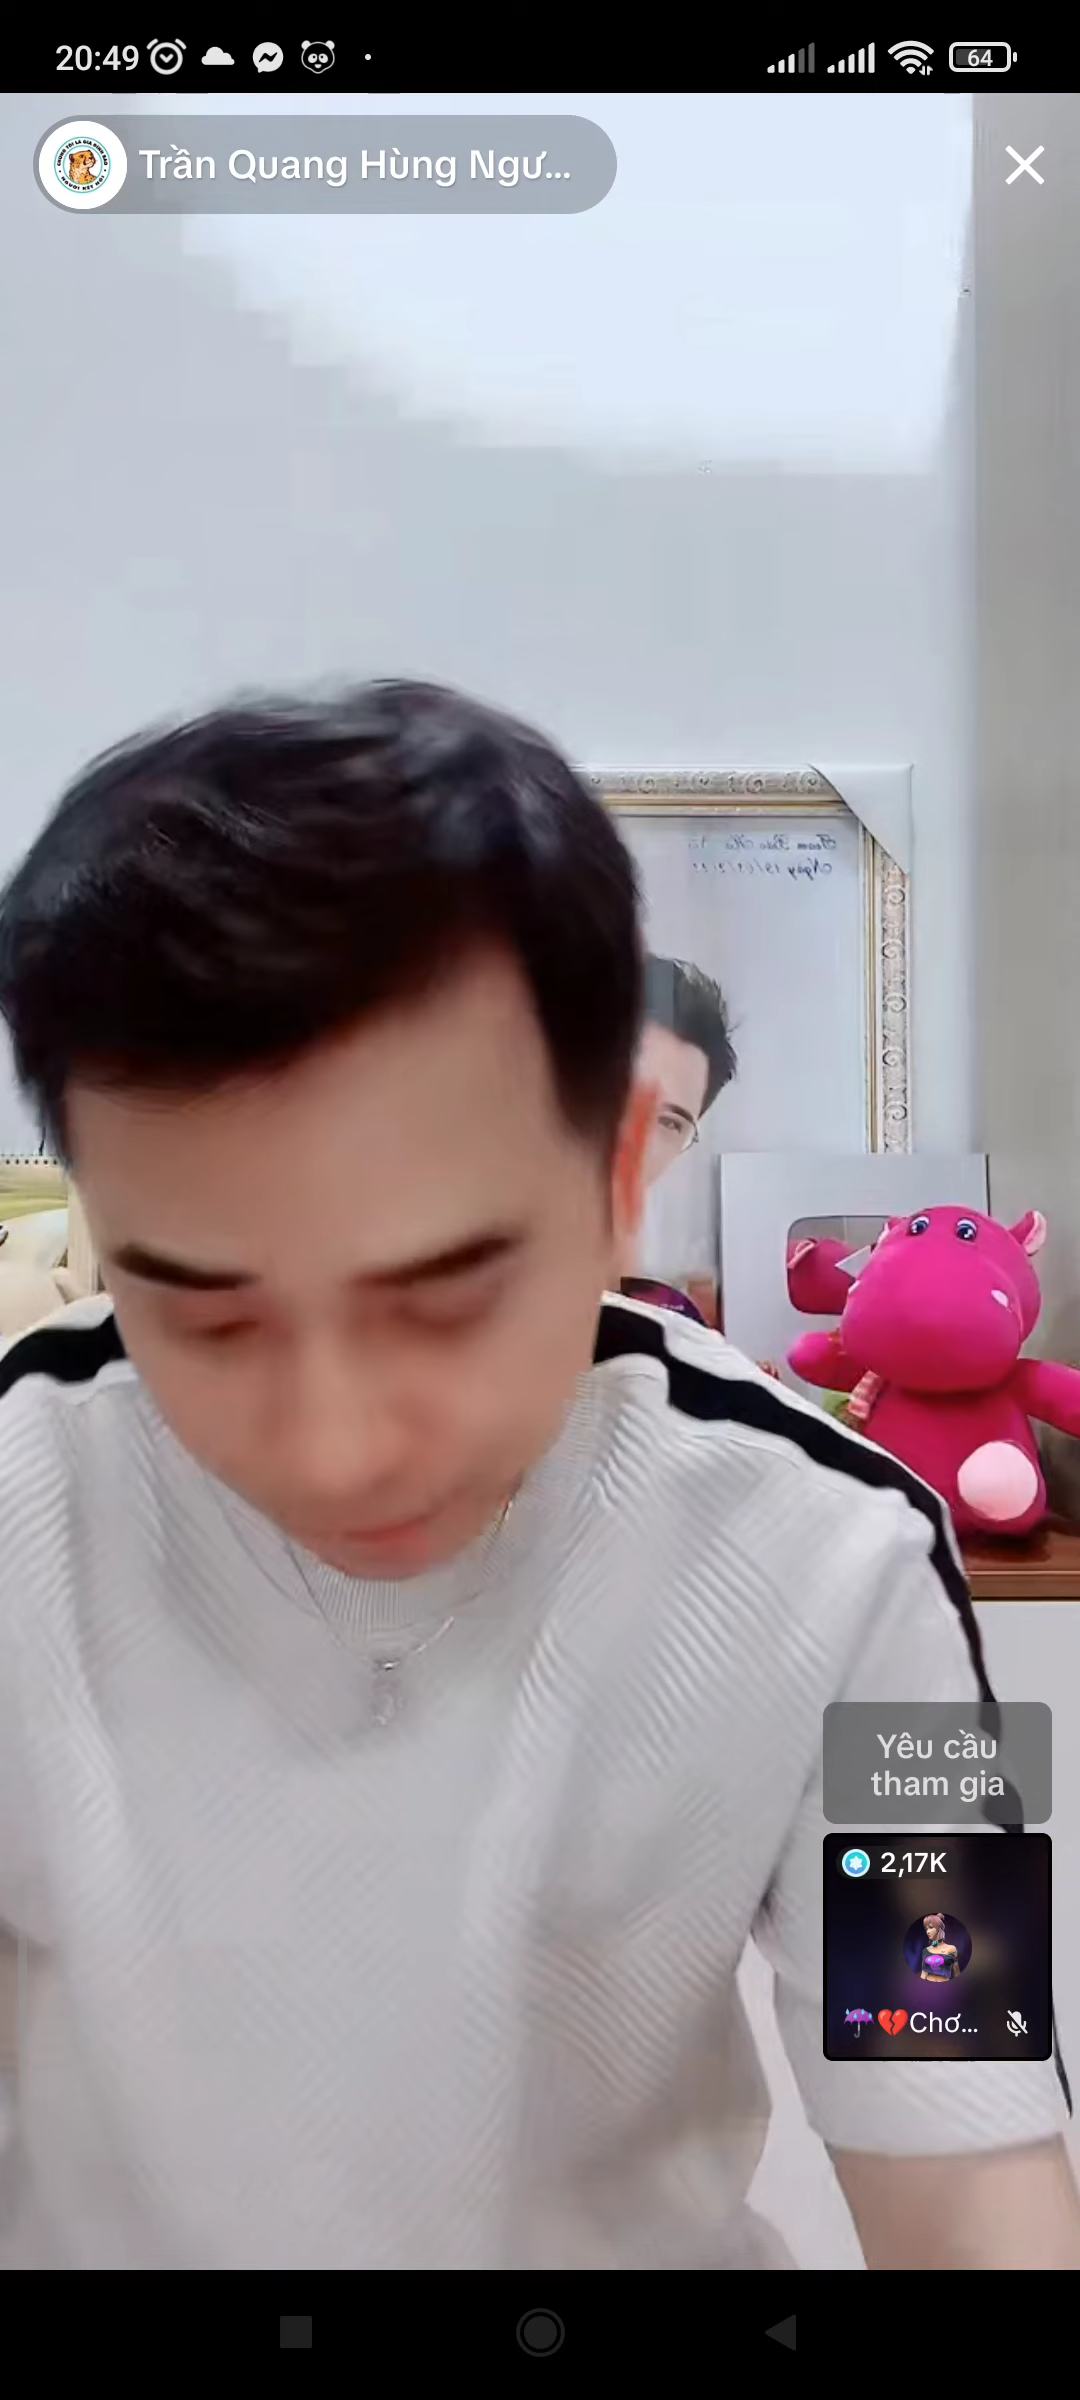 20:49
64
Trần Quang Hùng Ngư...
Yêu cầu
tham gia
2,17K
☂💔Chơ...